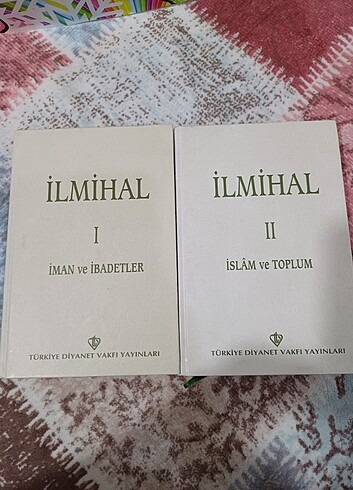 İLMİHAL
I
İMAN ve İBADETLER
TÜRKİYE DİYANET VAKFI YAYINLARI
İLMİHAL
II
İSLÂM ve TOPLUM
TÜRKİYE DİYANET VAKFI YAYINLARI